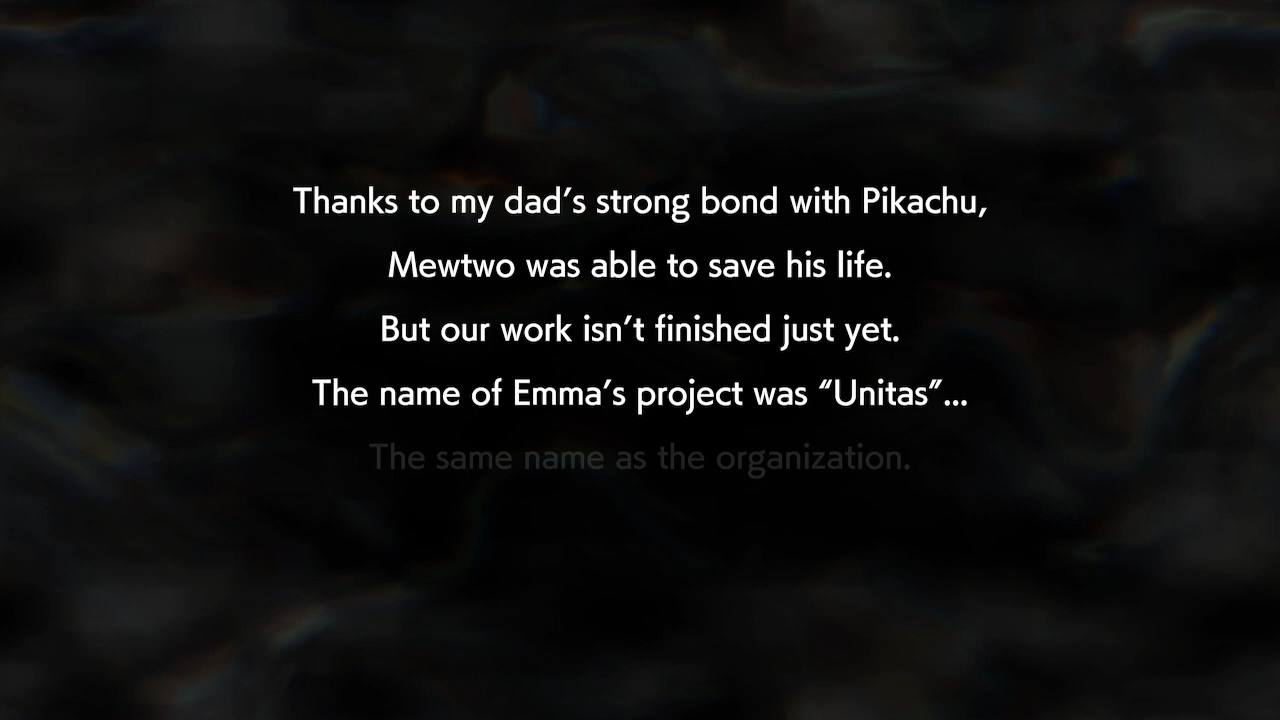 Thanks to my dad’s strong bond with Pikachu,
Mewtwo was able to save his life.
But our work isn’t finished just yet.
The name of Emma’s project was “Unitas”...
The same name as the organization.